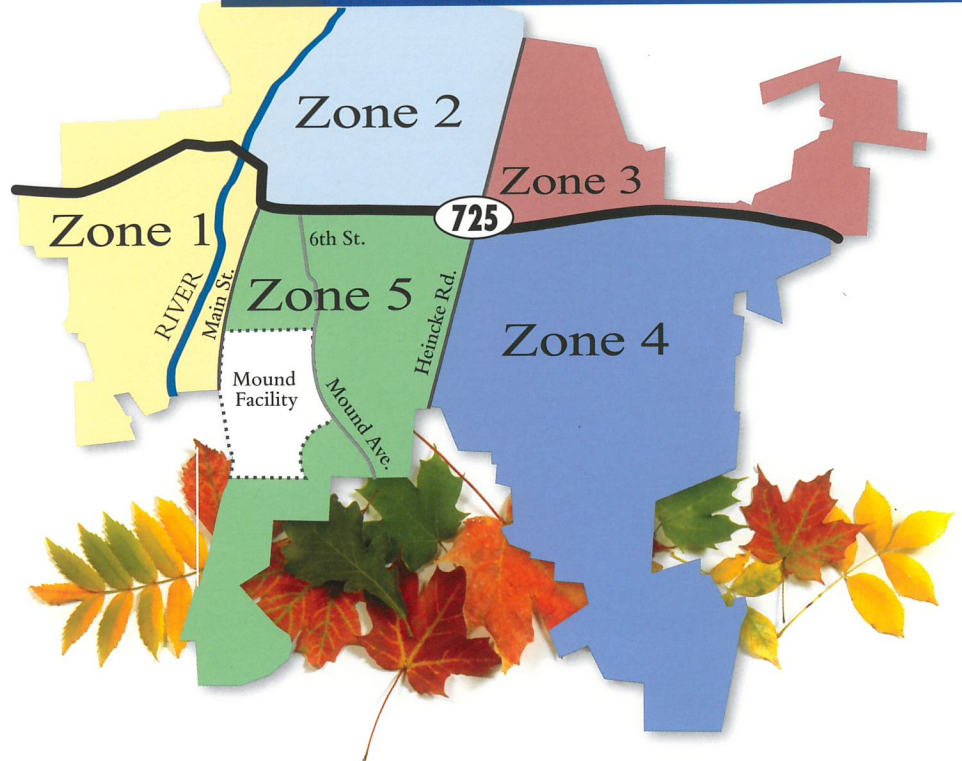 Zone 2
Zone 3
725
Zone 1
6th St.
RIVER
Main St.
Zone 5
Heincke Rd.
Zone 4
Mound
Facility
Mound Ave.